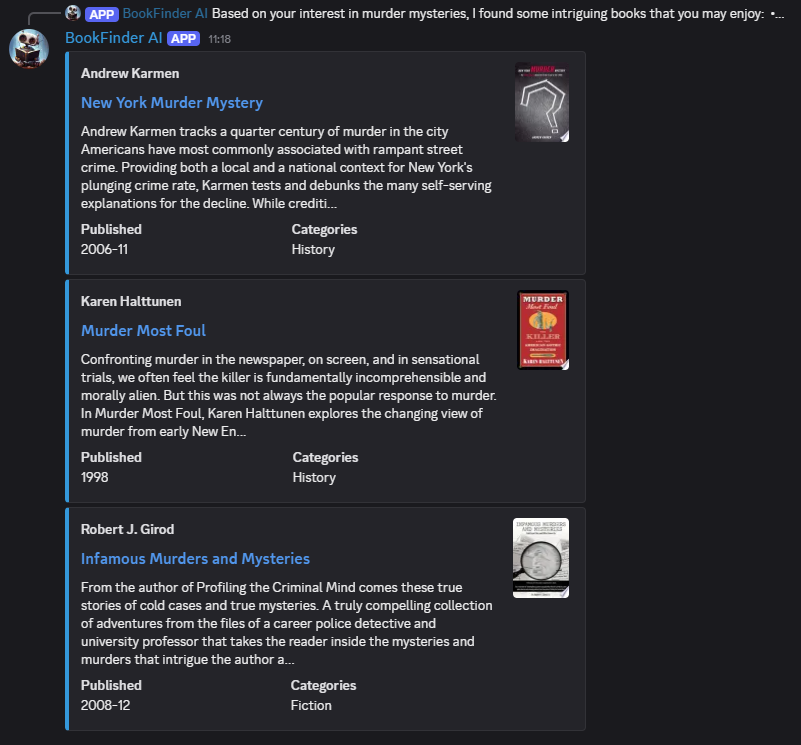 APP BookFinder AI Based on your interest in murder mysteries, I found some intriguing books that you may enjoy: •...
BookFinder AI APP 11:18
Andrew Karmen
New York Murder Mystery
Andrew Karmen tracks a quarter century of murder in the city
Americans have most commonly associated with rampant street
crime. Providing both a local and a national context for New York's
plunging crime rate, Karmen tests and debunks the many self-serving
explanations for the decline. While crediti...
Published
Categories
2006-11
History
Karen Halttunen
Murder Most Foul
Confronting murder in the newspaper, on screen, and in sensational
trials, we often feel the killer is fundamentally incomprehensible and
morally alien. But this was not always the popular response to murder.
In Murder Most Foul, Karen Halttunen explores the changing view of
murder from early New En...
Published
Categories
1998
History
MURDER
Most Foul
KILLER
KAREN HALTTUNEN
Robert J. Girod
Infamous Murders and Mysteries
From the author of Profiling the Criminal Mind comes these true
stories of cold cases and true mysteries. A truly compelling collection
of adventures from the files of a career police detective and
university professor that takes the reader inside the mysteries and
murders that intrigue the author a...
Published
Categories
2008-12
Fiction
INFAMOUS MURDERS
AND MYSTERIES